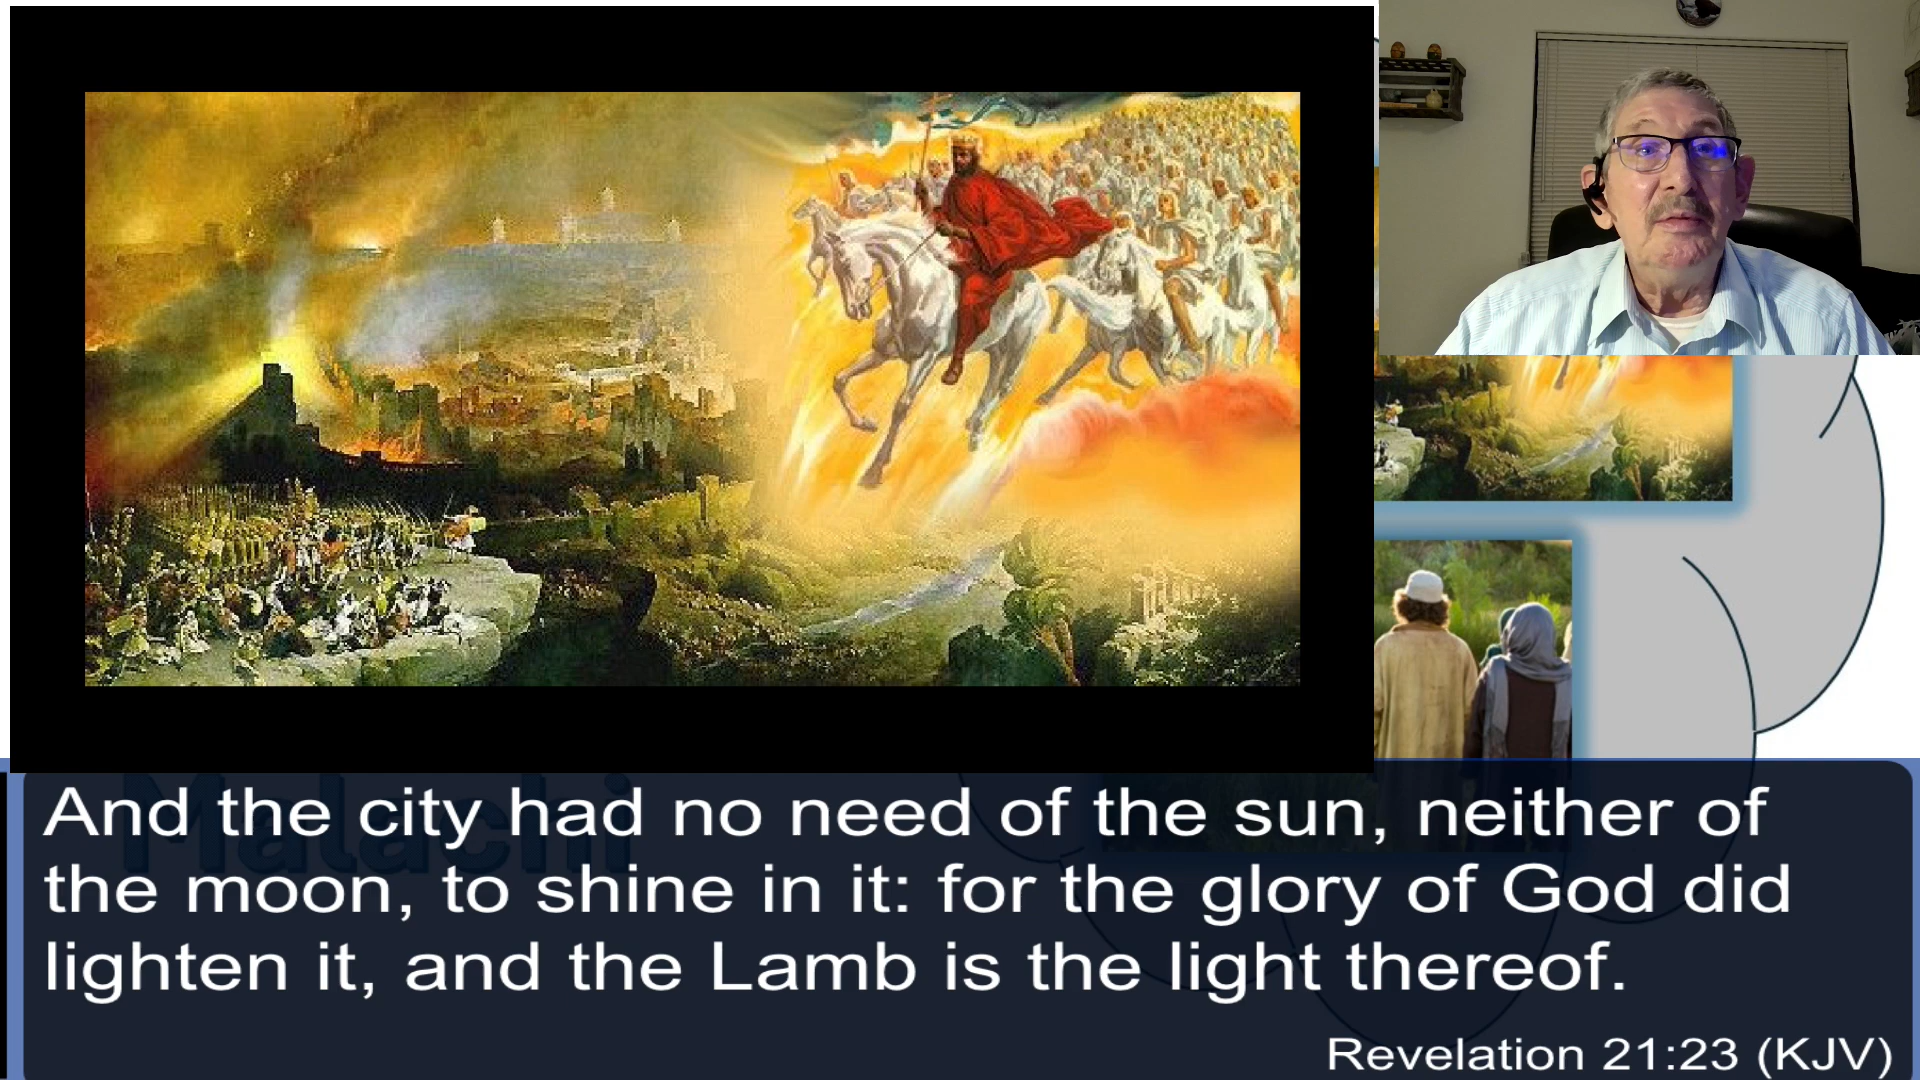 Malachi
And the city had no need of the sun, neither of
the moon, to shine in it: for the glory of God did
lighten it, and the Lamb is the light thereof.
Revelation 21:23 (KJV)